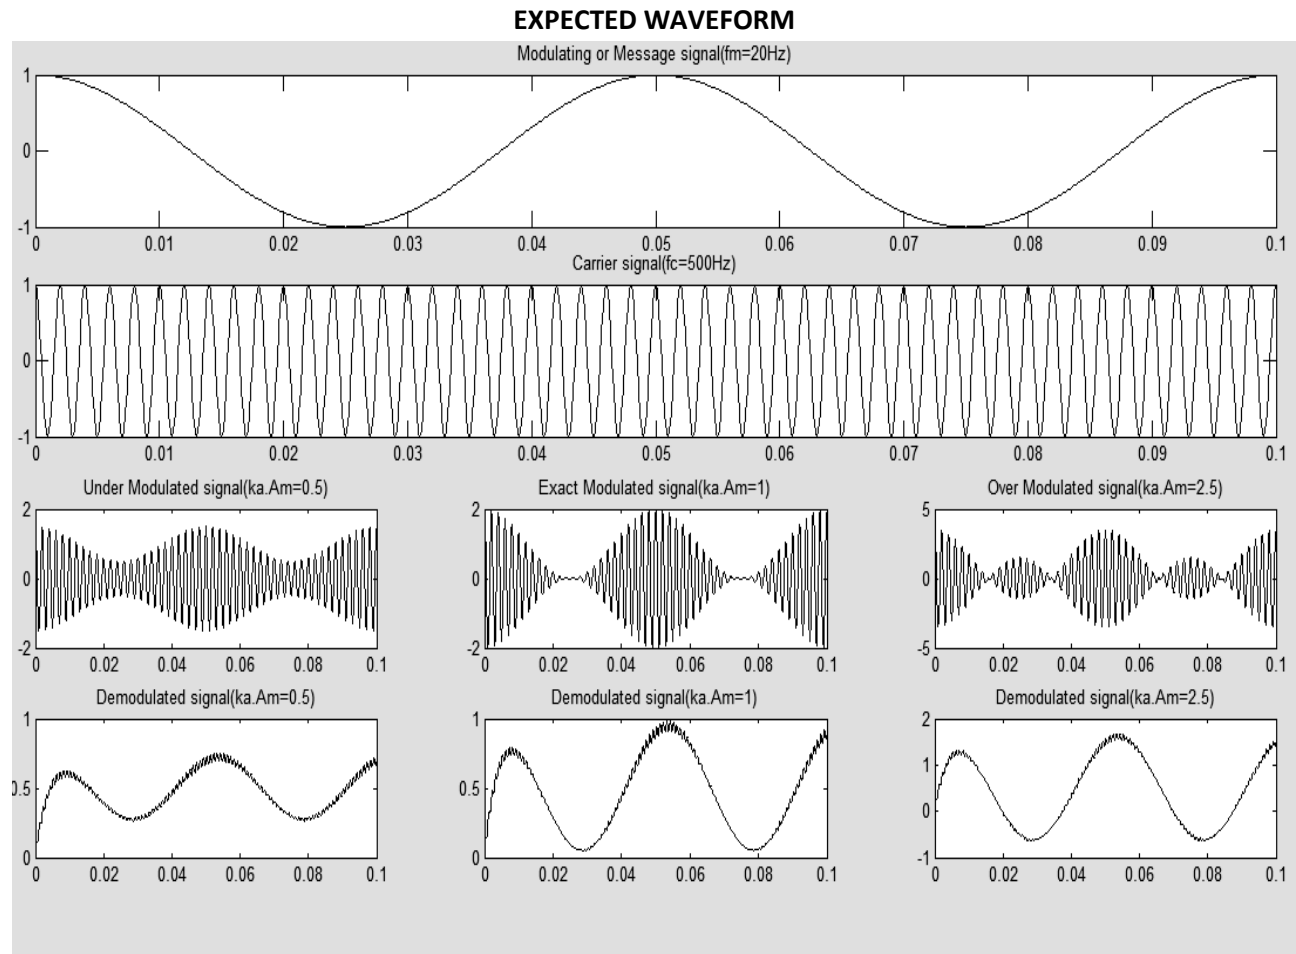 EXPECTED WAVEFORM
Modulating or Message signal(fm=20Hz)
1
0
-1
0 0.01 0.02 0.03 0.04 0.05 0.06 0.07 0.08 0.09 0.1
Carrier signal(fc=500Hz)
1
0
-1
0 0.01 0.02 0.03 0.04 0.05 0.06 0.07 0.08 0.09 0.1
Under Modulated signal(ka.Am=0.5)
2
0
-2
0 0.02 0.04 0.06 0.08 0.1
Exact Modulated signal(ka.Am=1)
2
0
-2
0 0.02 0.04 0.06 0.08 0.1
Over Modulated signal(ka.Am=2.5)
5
0
-5
0 0.02 0.04 0.06 0.08 0.1
Demodulated signal(ka.Am=0.5)
1
0.5
0
0 0.02 0.04 0.06 0.08 0.1
Demodulated signal(ka.Am=1)
1
0.5
0
0 0.02 0.04 0.06 0.08 0.1
Demodulated signal(ka.Am=2.5)
2
1
0
-1
0 0.02 0.04 0.06 0.08 0.1